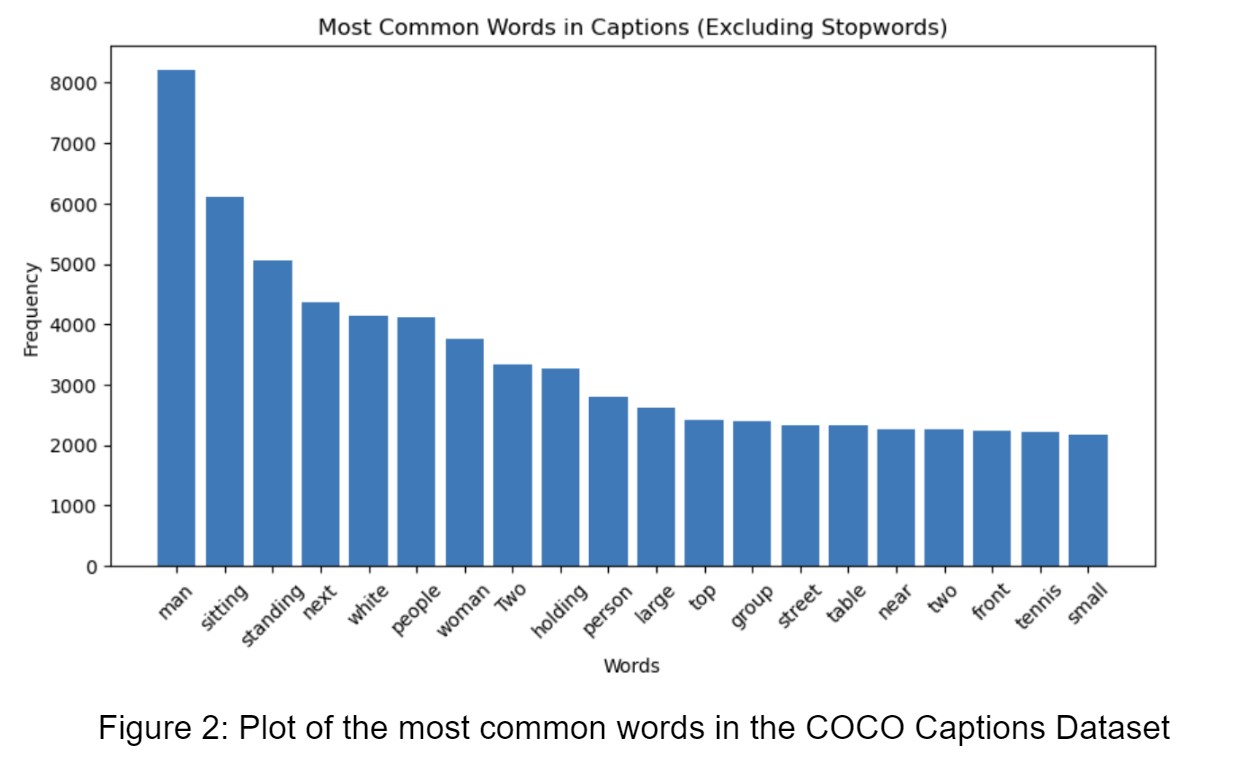 Most Common Words in Captions (Excluding Stopwords)
8000
7000
6000
5000
4000
3000
2000
1000
0
Frequency
man
sitting
standing
next
white
people
woman
Two
holding
person
large
top
group
street
table
near
two
front
tennis
small
Words
Figure 2: Plot of the most common words in the COCO Captions Dataset